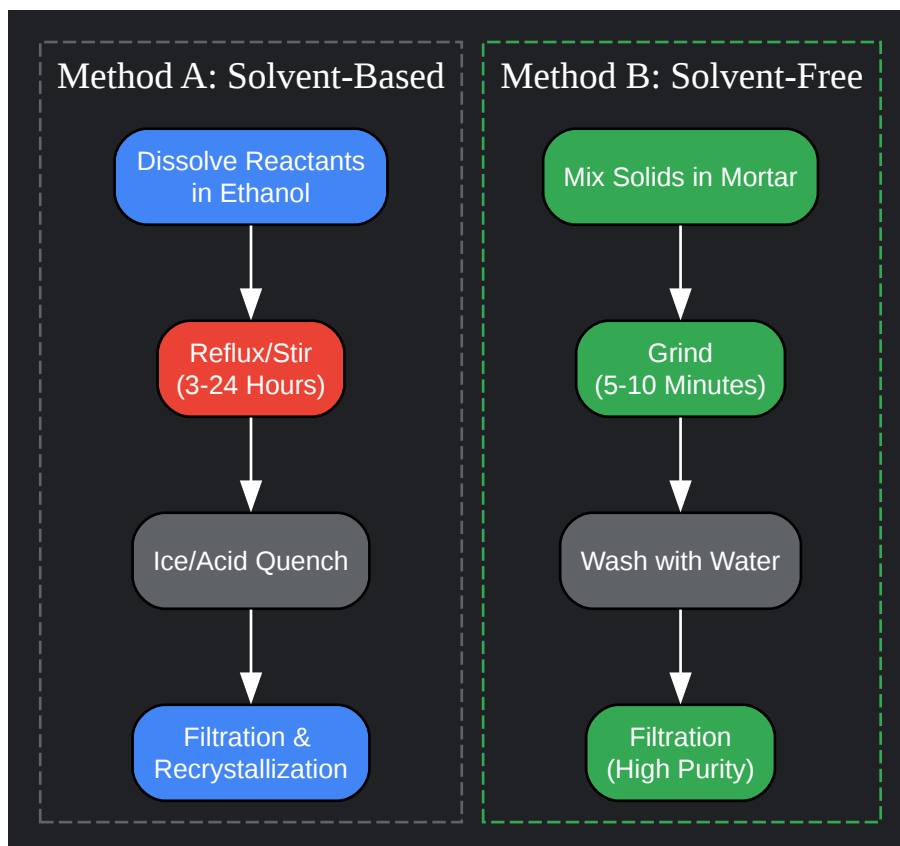 Method A: Solvent-Based
Dissolve Reactants
in Ethanol
Reflux/Stir
(3-24 Hours)
Ice/Acid Quench
Filtration &
Recrystallization
Method B: Solvent-Free
Mix Solids in Mortar
Grind
(5-10 Minutes)
Wash with Water
Filtration
(High Purity)